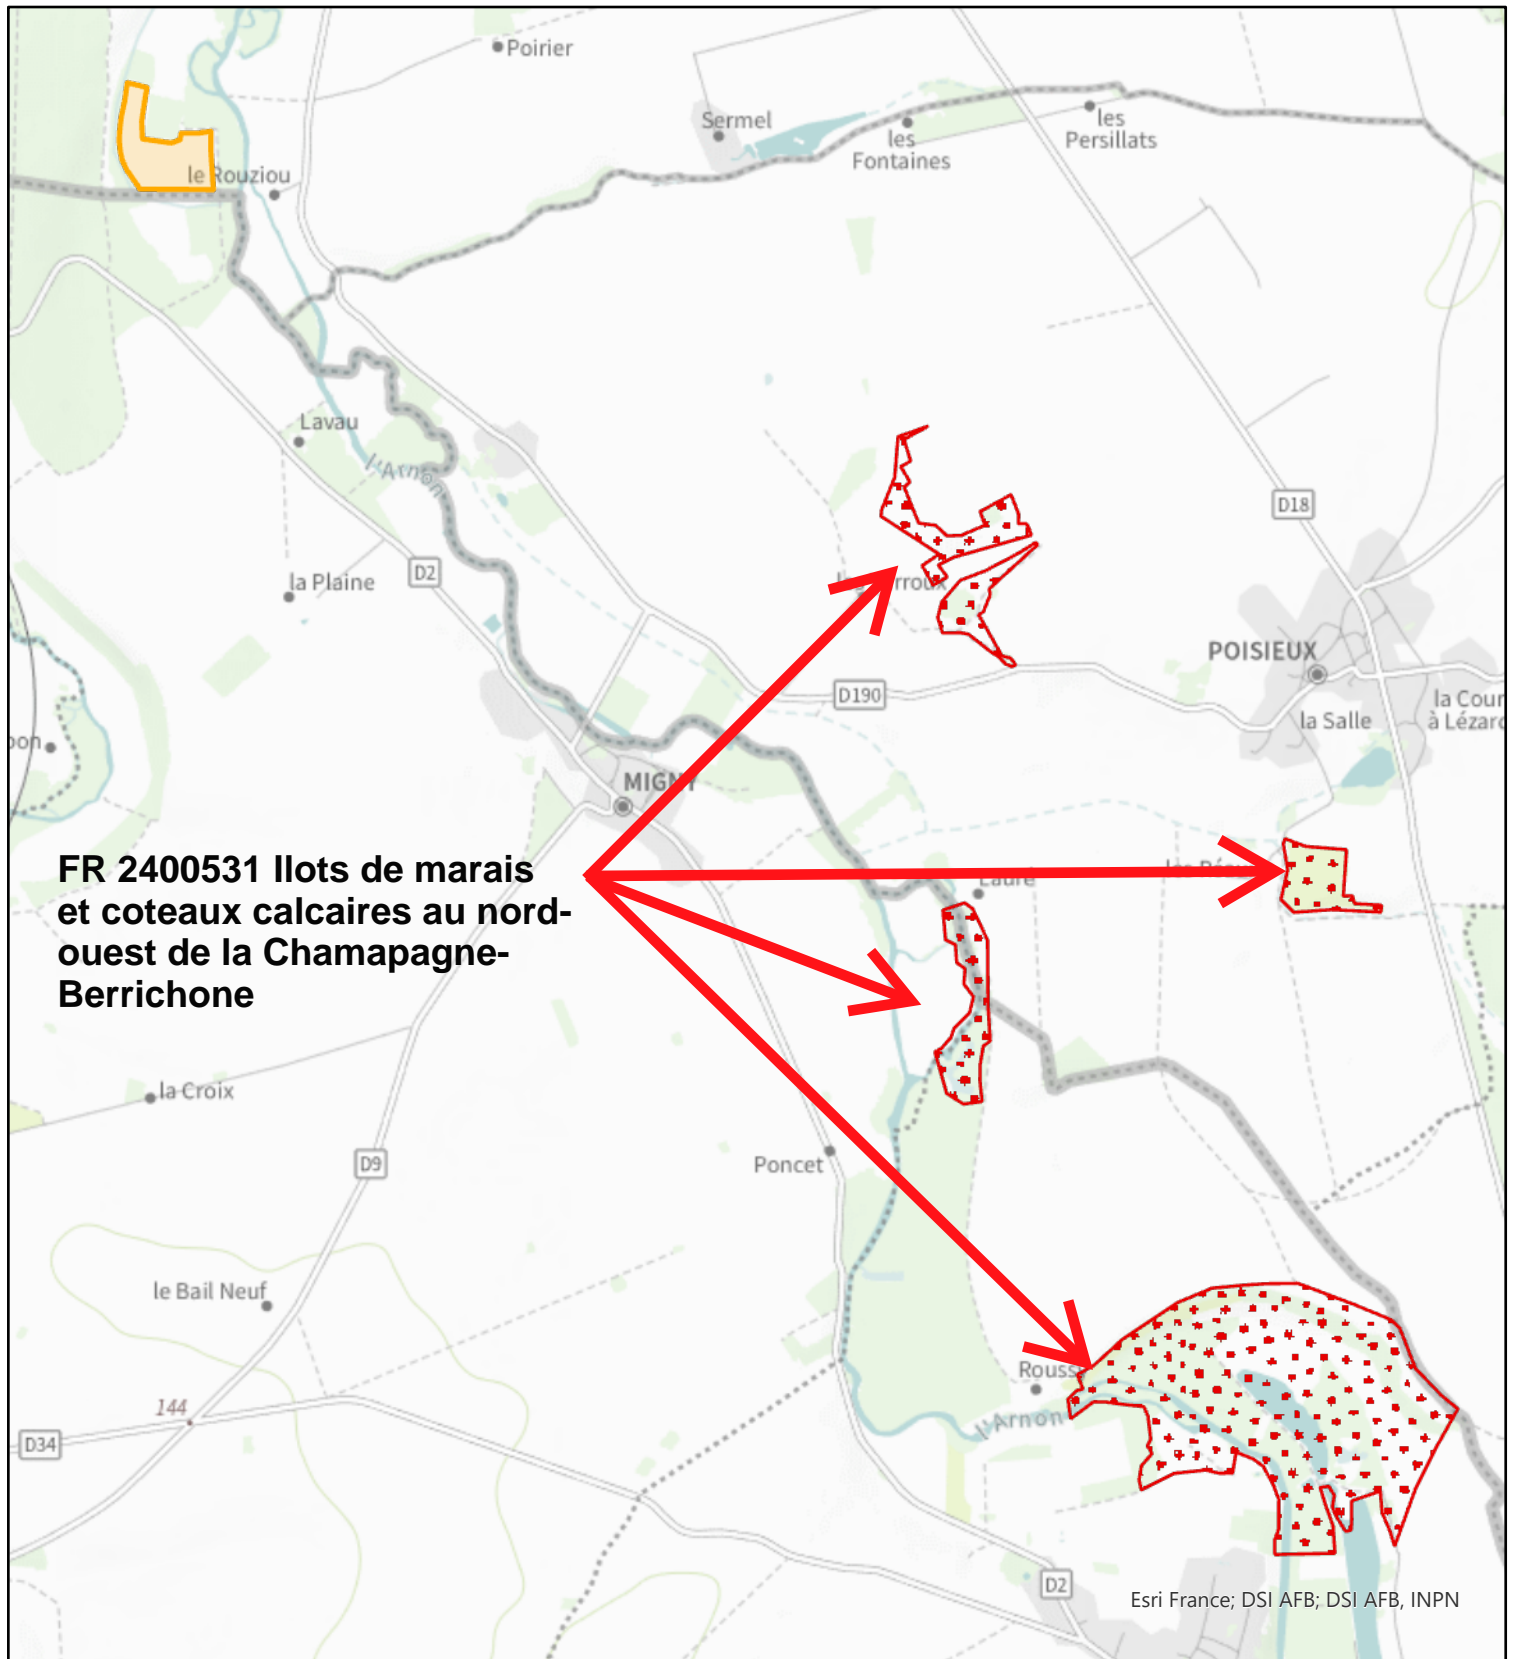 Poirier
Sermel
les
Fontaines
les
Persillats
le Rouziou
Lavau
l'Arnon
D18
la Plaine
D2
POISIEUX
D190
la Salle
la Cour
à Lézard
MIGNY
FR 2400531 Ilots de marais
et coteaux calcaires au nord-
ouest de la Chamapagne-
Berrichone
Laure
la Croix
D9
Poncet
le Bail Neuf
144
D34
l'Arnon
D2
Esri France; DSI AFB; DSI AFB, INPN